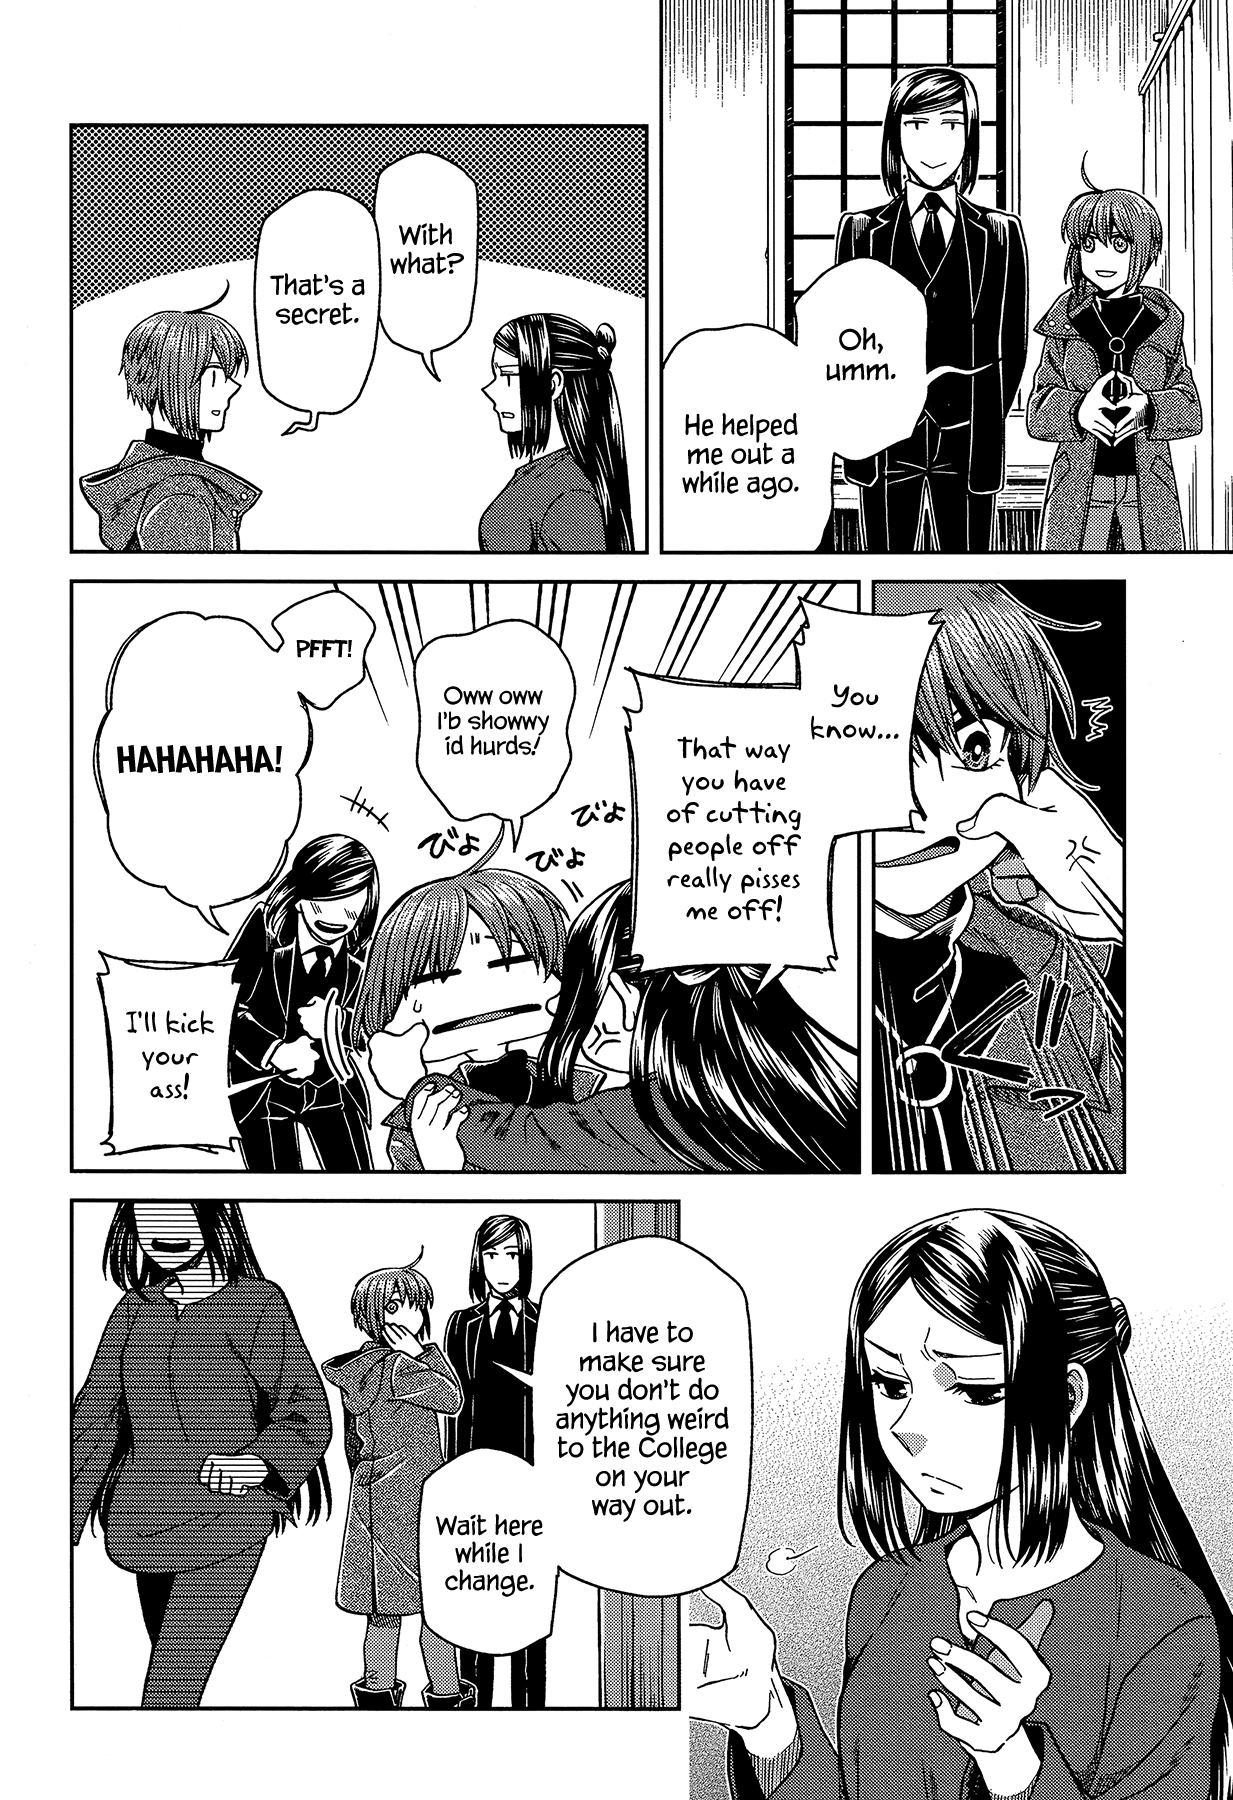 Oh,
umm.
He helped
me out a
while ago.
With
what?
That's a
secret.
You
know...
That way
you have
of cutting
people off
really pisses
me off!
Oww oww
I'b showwy
id hurds!
びよ
びよ
びよ
PFFT!
HAHAHAHA!
I'll kick
your
ass!
I have to
make sure
you don't do
anything weird
to the College
on your
way out.
Wait here
while I
change.